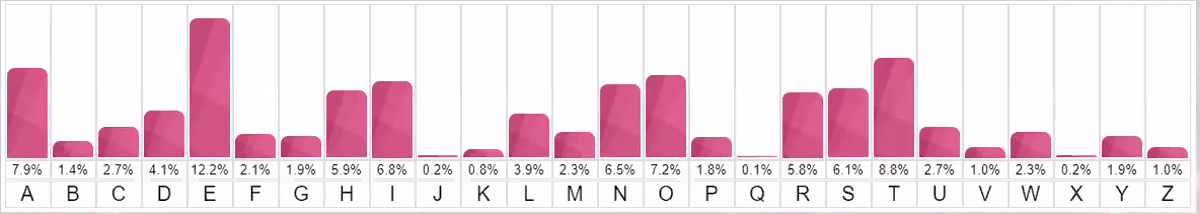 7.9% 1.4% 2.7% 4.1% 12.2% 2.1% 1.9% 5.9% 6.8% 0.2% 0.8% 3.9% 2.3% 6.5% 7.2% 1.8% 0.1% 5.8% 6.1% 8.8% 2.7% 1.0% 2.3% 0.2% 1.9% 1.0%
A B C D E F G H I J K L M N O P Q R S T U V W X Y Z